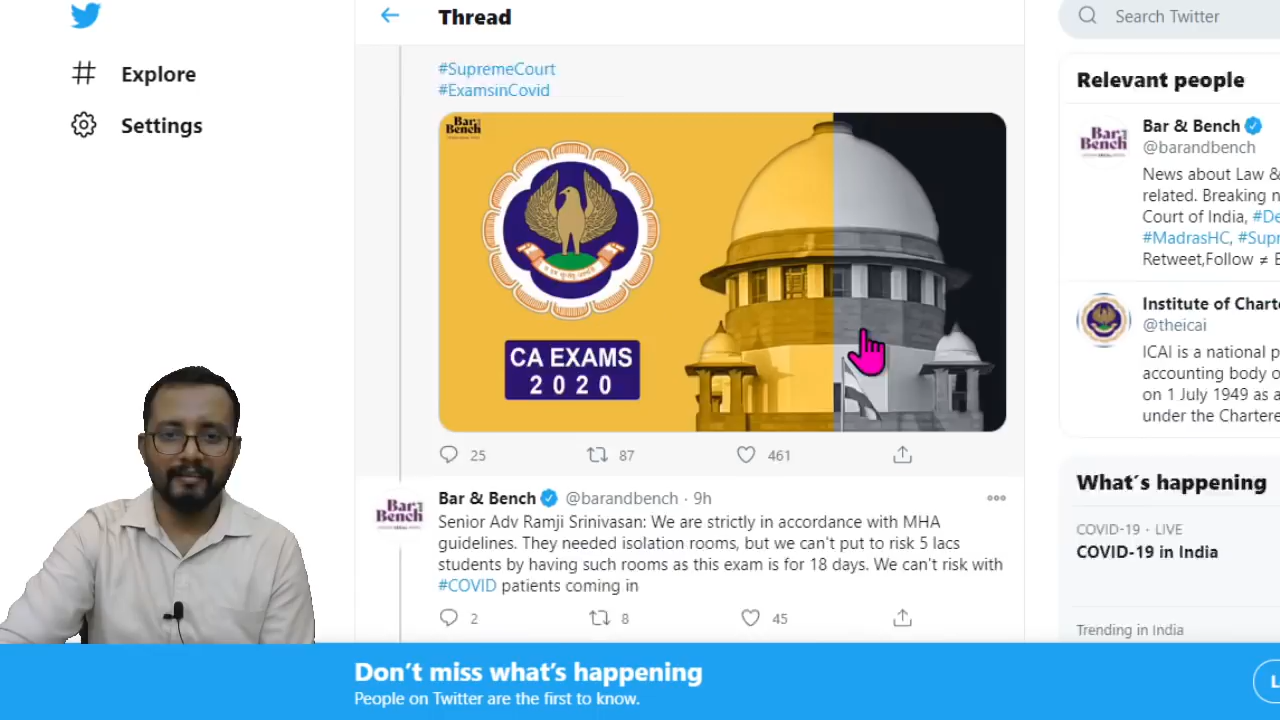 Thread
Search Twitter
Explore
Settings
#SupremeCourt
#ExamsinCovid
Bar
Bench
CA EXAMS
2020
25
87
461
Bar & Bench @barandbench · 9h
Bar
Bench
Senior Adv Ramji Srinivasan: We are strictly in accordance with MHA
guidelines. They needed isolation rooms, but we can't put to risk 5 lacs
students by having such rooms as this exam is for 18 days. We can't risk with
#COVID patients coming in
2
8
45
Relevant people
Bar
Bench
Bar & Bench
@barandbench
News about Law &
related. Breaking n
Court of India, #De
#MadrasHC, #Supr
Retweet,Follow ≠ E
Institute of Charte
@theicai
ICAI is a national p
accounting body o
on 1 July 1949 as a
under the Chartere
What's happening
COVID-19 · LIVE
COVID-19 in India
Trending in India
Don't miss what's happening
People on Twitter are the first to know.
L